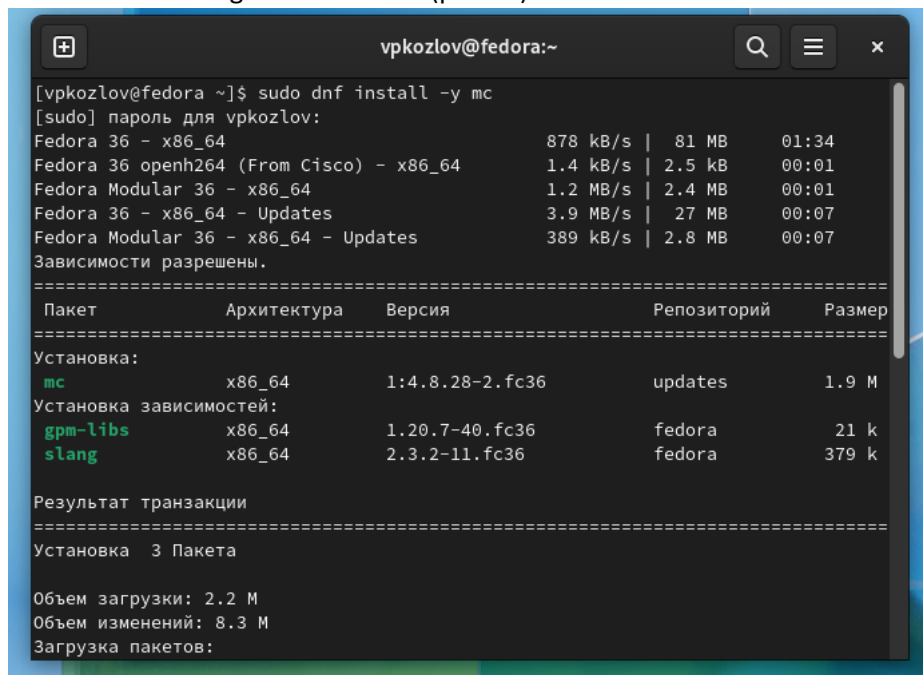 vpkozlov@fedora:~
[vpkozlov@fedora ~]$ sudo dnf install -y mc
[sudo] пароль для vpkozlov:
Fedora 36 - x86_64 878 kB/s | 81 MB 01:34
Fedora 36 openh264 (From Cisco) - x86_64 1.4 kB/s | 2.5 kB 00:01
Fedora Modular 36 - x86_64 1.2 MB/s | 2.4 MB 00:01
Fedora 36 - x86_64 - Updates 3.9 MB/s | 27 MB 00:07
Fedora Modular 36 - x86_64 - Updates 389 kB/s | 2.8 MB 00:07
Зависимости разрешены.
================================================================================
Пакет Архитектура Версия Репозиторий Размер
================================================================================
Установка:
mc x86_64 1:4.8.28-2.fc36 updates 1.9 M
Установка зависимостей:
gpm-libs x86_64 1.20.7-40.fc36 fedora 21 k
slang x86_64 2.3.2-11.fc36 fedora 379 k
Результат транзакции
================================================================================
Установка 3 Пакета
Объем загрузки: 2.2 M
Объем изменений: 8.3 M
Загрузка пакетов: